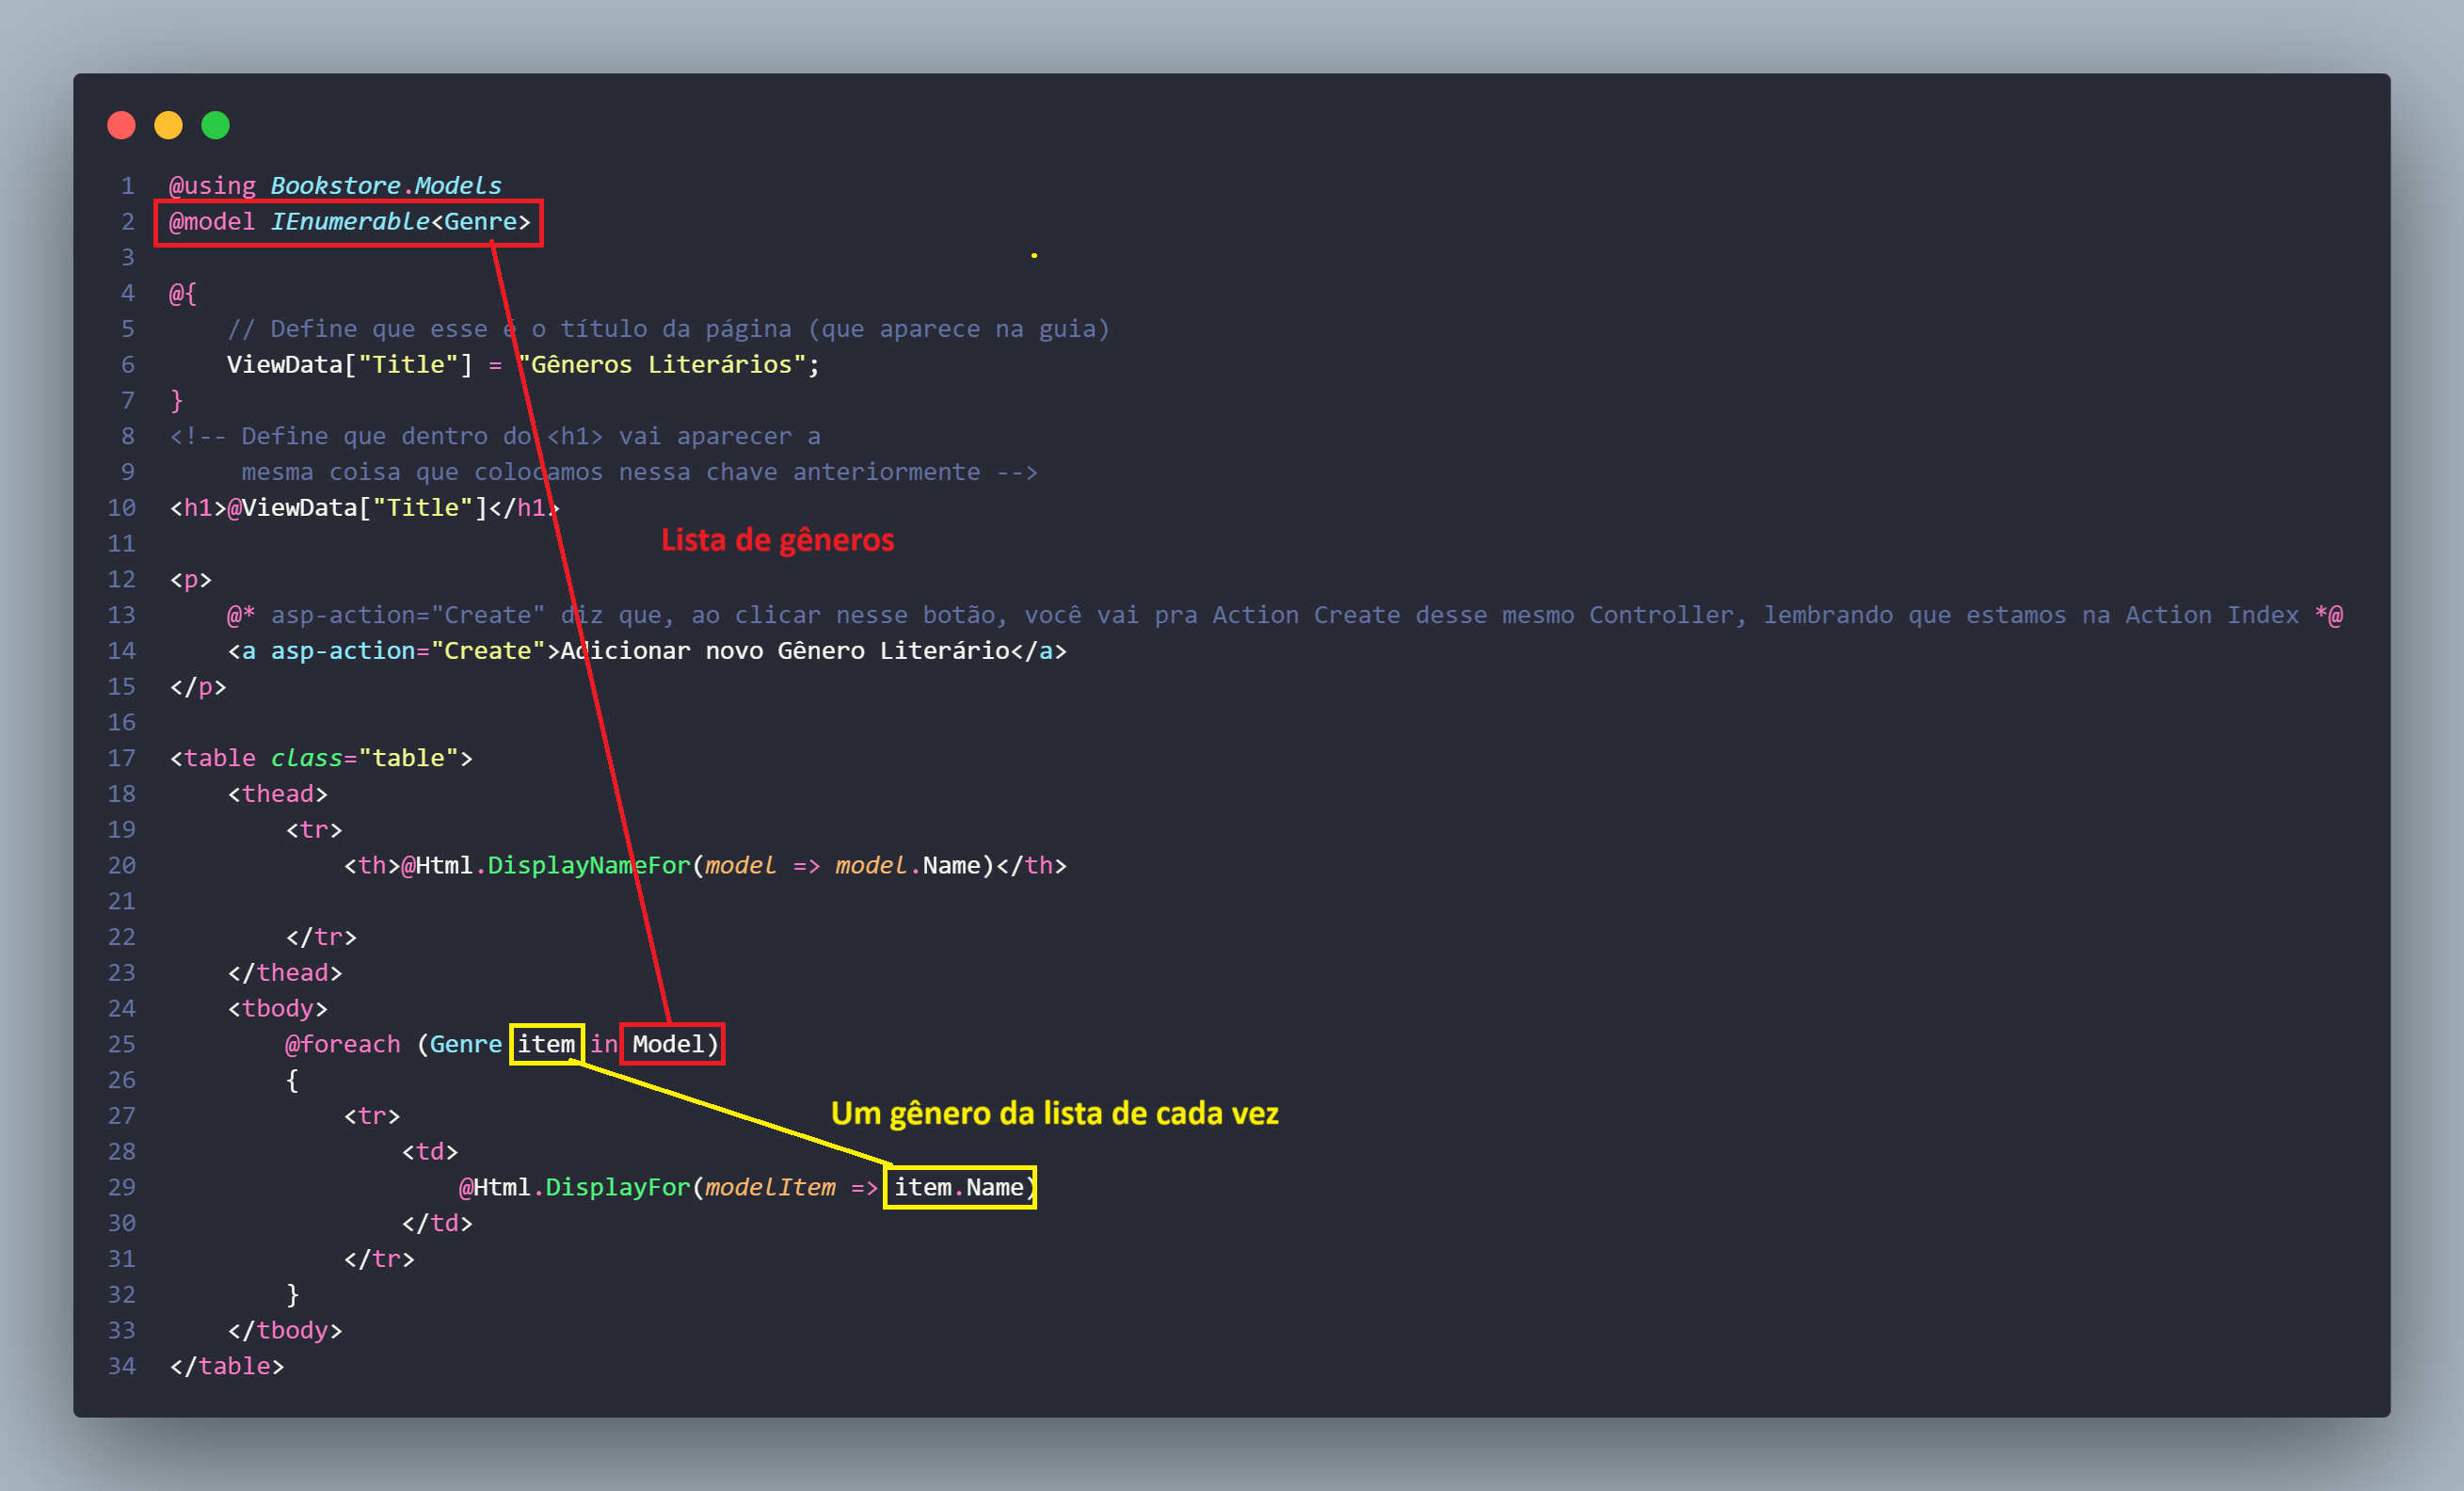 1 @using Bookstore.Models
2 @model IEnumerable<Genre>
3
4 @{
5     // Define que esse é o título da página (que aparece na guia)
6     ViewData["Title"] = "Gêneros Literários";
7 }
8 <!-- Define que dentro do <h1> vai aparecer a
9      mesma coisa que colocamos nessa chave anteriormente -->
10 <h1>@ViewData["Title"]</h1>
Lista de gêneros
11
12 <p>
13     @* asp-action="Create" diz que, ao clicar nesse botão, você vai pra Action Create desse mesmo Controller, lembrando que estamos na Action Index *@
14     <a asp-action="Create">Adicionar novo Gênero Literário</a>
15 </p>
16
17 <table class="table">
18     <thead>
19         <tr>
20             <th>@Html.DisplayNameFor(model => model.Name)</th>
21
22         </tr>
23     </thead>
24     <tbody>
25         @foreach (Genre item in Model)
26         {
Um gênero da lista de cada vez
27             <tr>
28                 <td>
29                     @Html.DisplayFor(modelItem => item.Name)
30                 </td>
31             </tr>
32         }
33     </tbody>
34 </table>